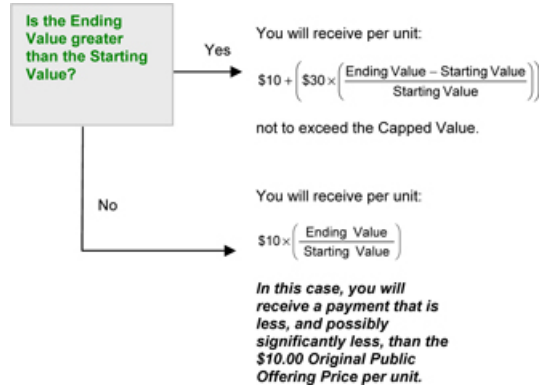 Is the Ending
Value greater
than the Starting
Value?
Yes
You will receive per unit:
$10 + ($30 × (Ending Value – Starting Value
Starting Value))
not to exceed the Capped Value.
No
You will receive per unit:
$10 × (Ending Value
Starting Value)
In this case, you will
receive a payment that is
less, and possibly
significantly less, than the
$10.00 Original Public
Offering Price per unit.